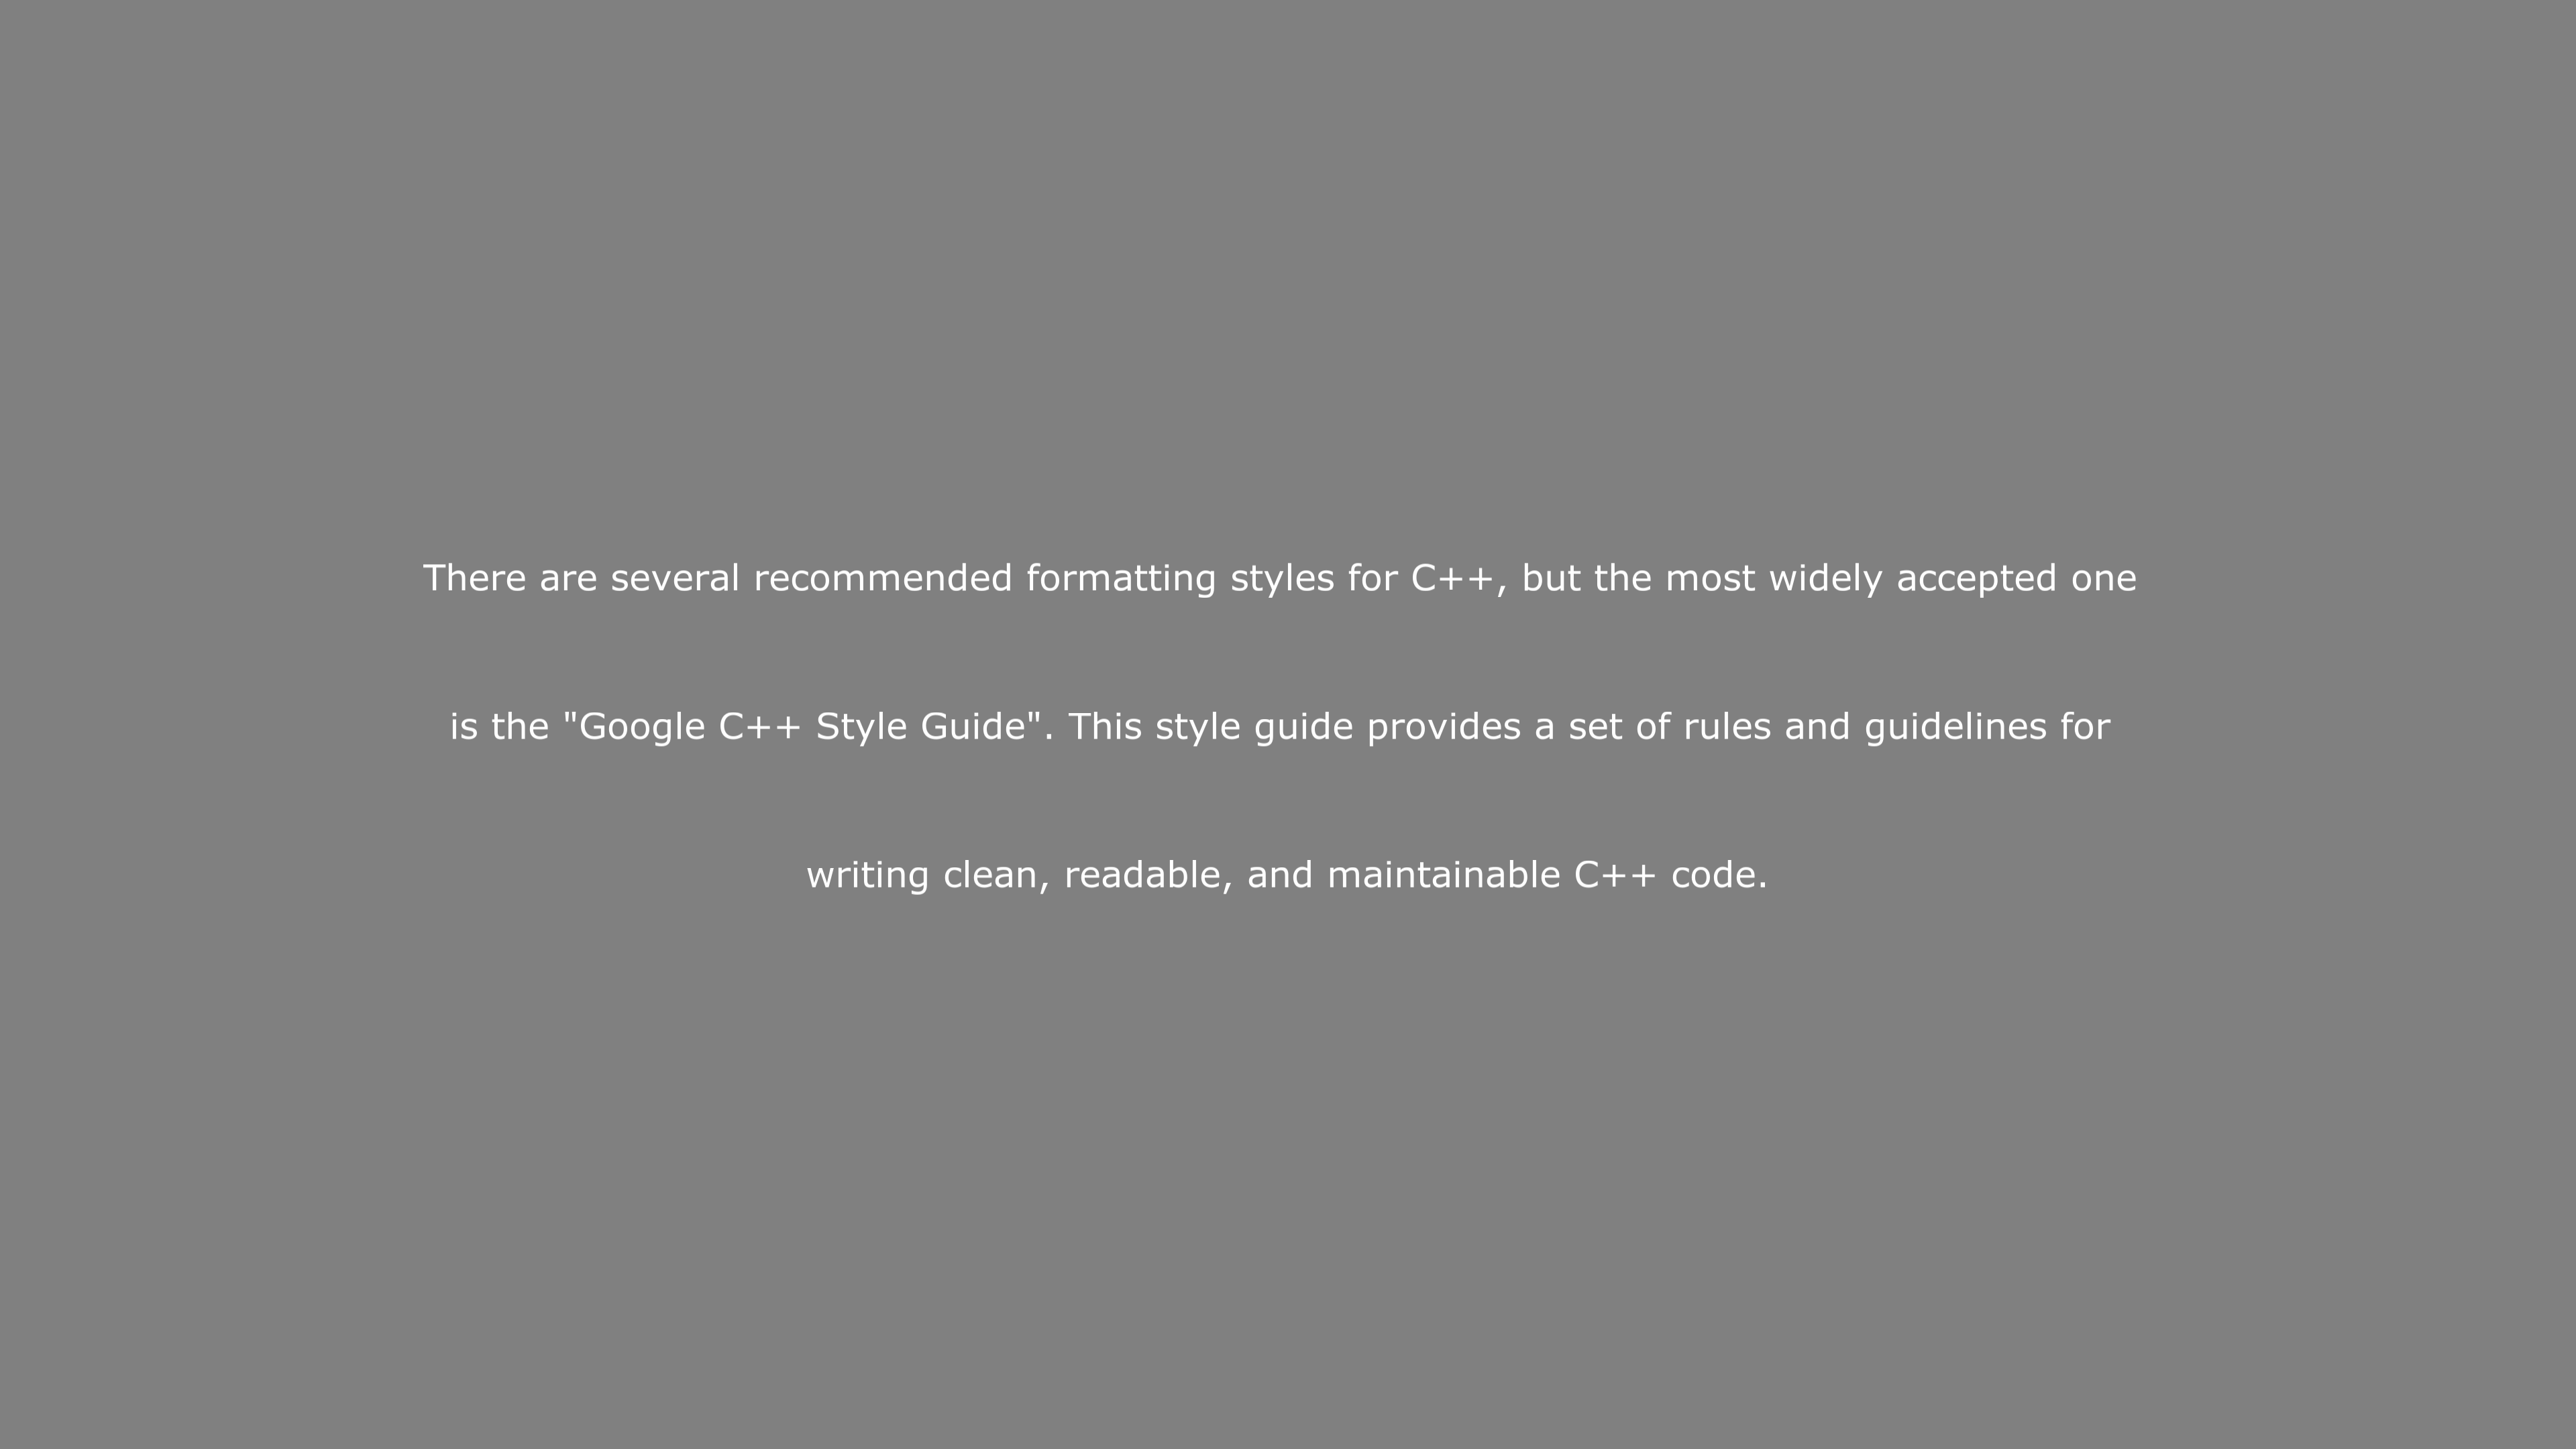 There are several recommended formatting styles for C++, but the most widely accepted one
is the "Google C++ Style Guide". This style guide provides a set of rules and guidelines for
writing clean, readable, and maintainable C++ code.